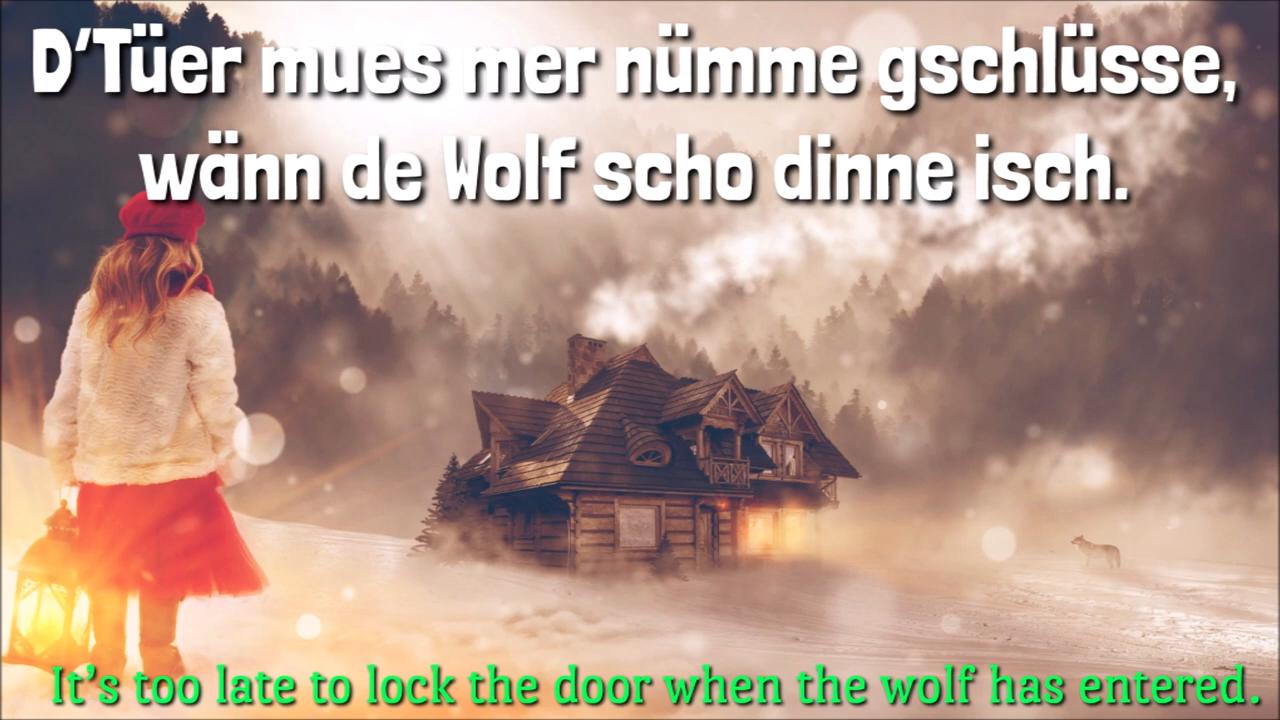 D'Tüer mues mer nümme gschlüsse,
wänn de Wolf scho dinne isch.
It's too late to lock the door when the wolf has entered.